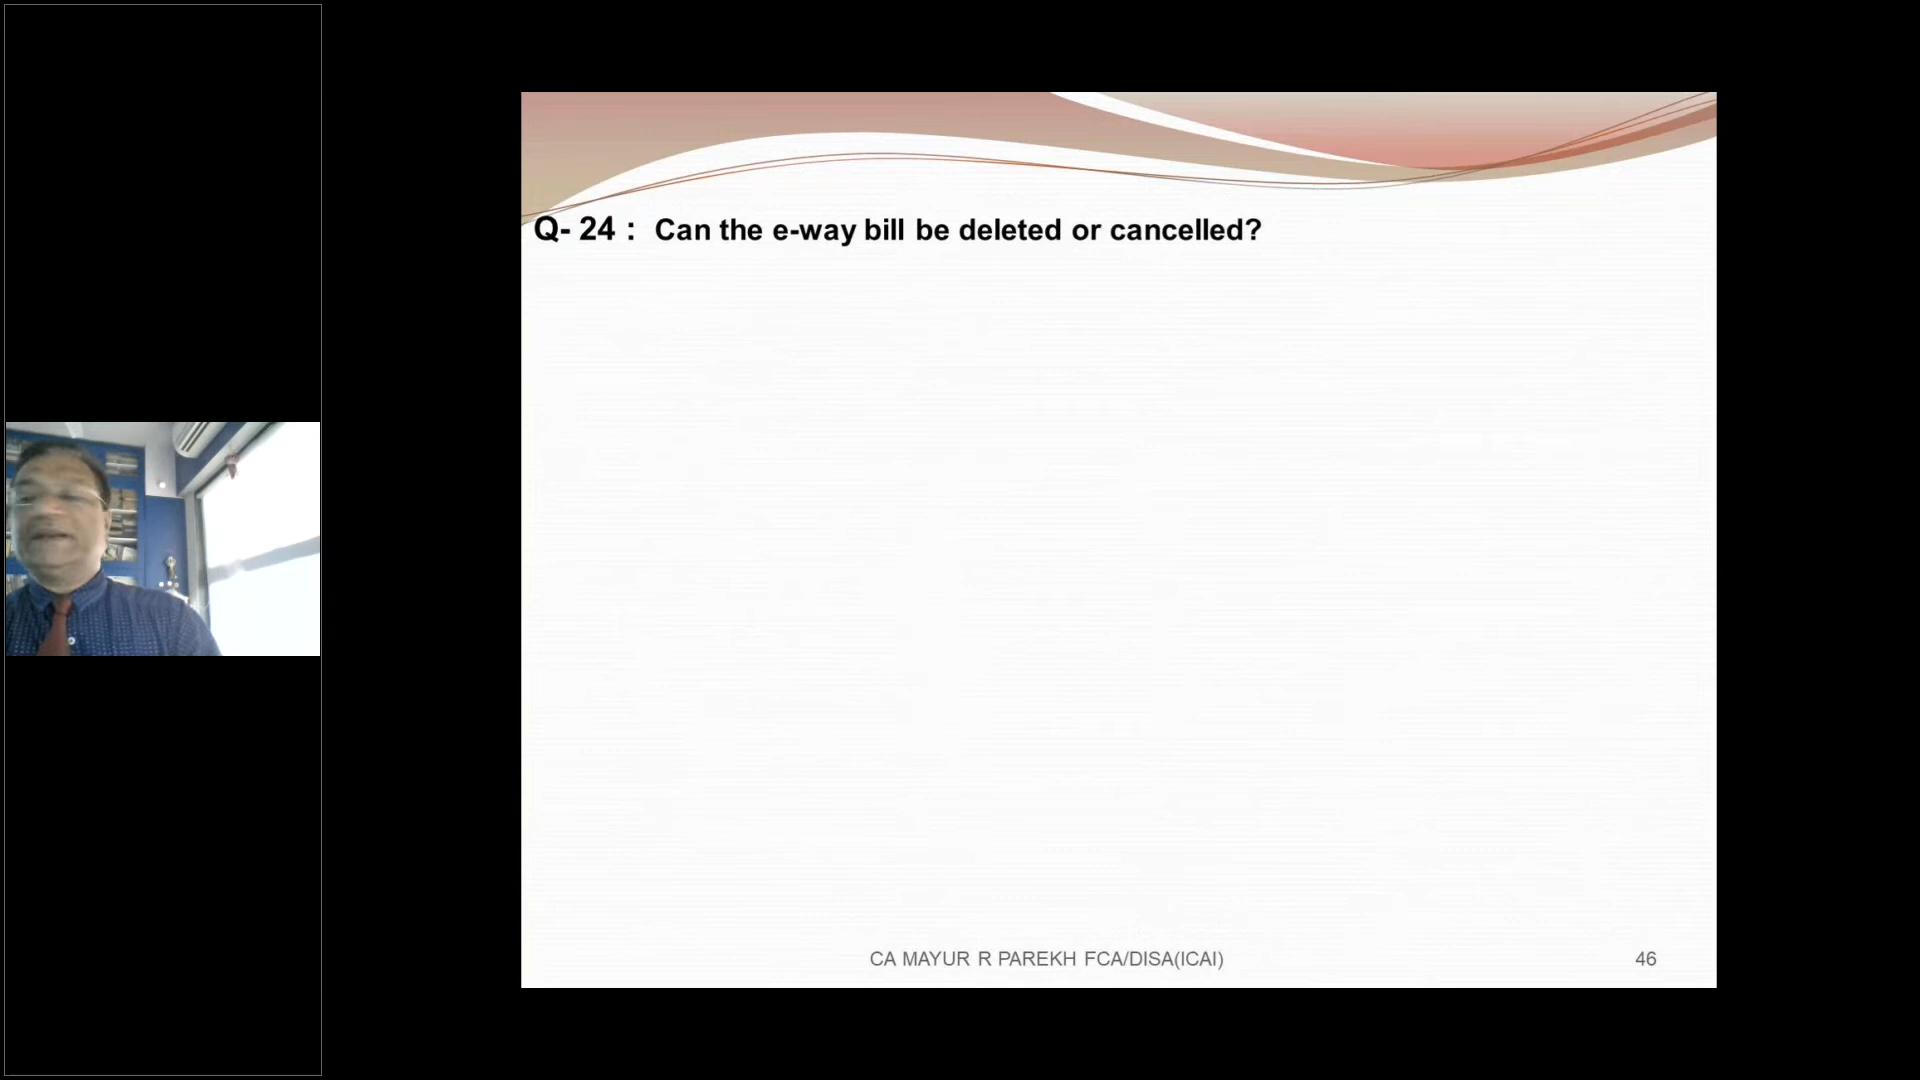 Q- 24 : Can the e-way bill be deleted or cancelled?
CA MAYUR R PAREKH FCA/DISA(ICAI)
46